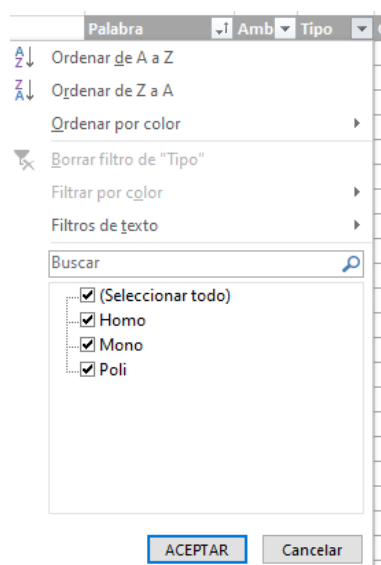 Palabra Amb Tipo
Ordenar de A a Z
Ordenar de Z a A
Ordenar por color
Borrar filtro de "Tipo"
Filtrar por color
Filtros de texto
Buscar
(Seleccionar todo)
Homo
Mono
Poli
ACEPTAR Cancelar